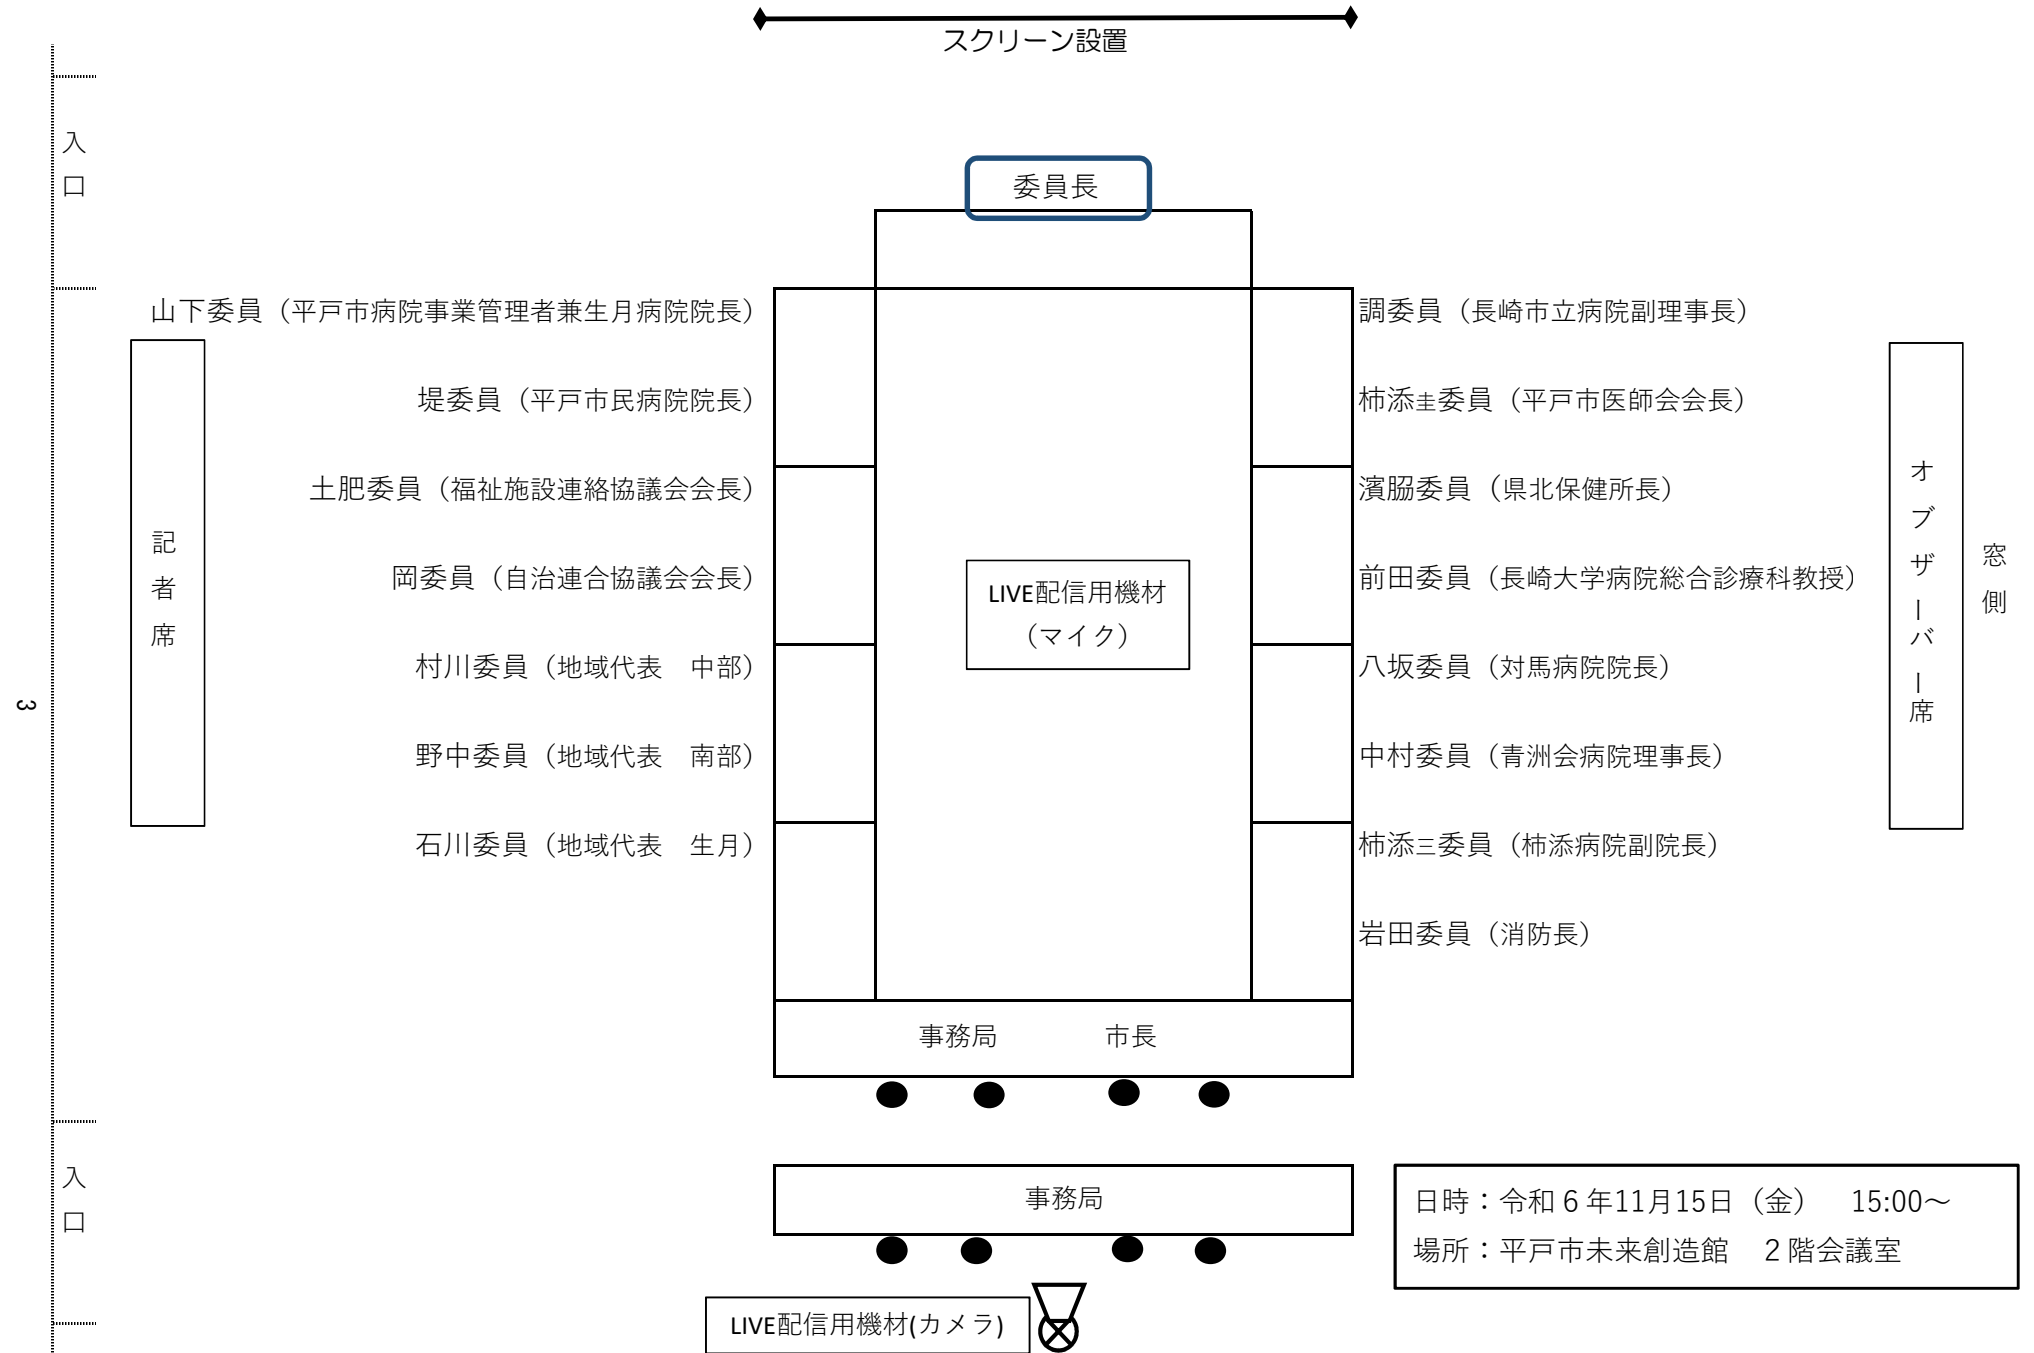 スクリーン設置
入口
委員長
山下委員（平戸市病院事業管理者兼生月病院院長）
調委員（長崎市立病院副理事長）
堤委員（平戸市民病院院長）
柿添圭委員（平戸市医師会会長）
土肥委員（福祉施設連絡協議会会長）
濱脇委員（県北保健所長）
岡委員（自治連合協議会会長）
前田委員（長崎大学病院総合診療科教授）
村川委員（地域代表　中部）
八坂委員（対馬病院院長）
野中委員（地域代表　南部）
中村委員（青洲会病院理事長）
石川委員（地域代表　生月）
柿添三委員（柿添病院副院長）
岩田委員（消防長）
記者席
LIVE配信用機材
（マイク）
オブザーバー席
窓側
3
事務局　市長
入口
事務局
日時：令和６年11月15日（金）　15:00～
場所：平戸市未来創造館　２階会議室
LIVE配信用機材(カメラ)